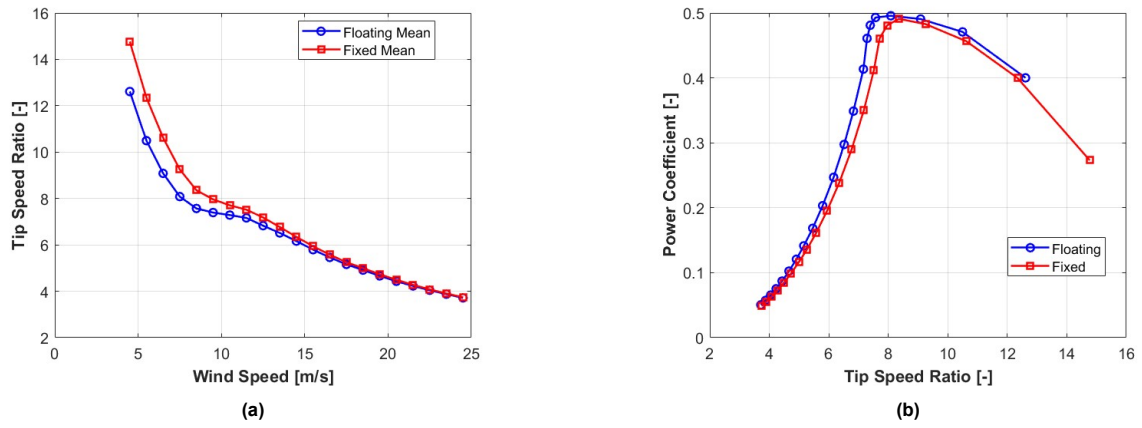 16
14
12
10
8
6
4
2
Tip Speed Ratio [-]
Floating Mean
Fixed Mean
0 5 10 15 20 25
Wind Speed [m/s]
(a)
0.5
0.4
0.3
0.2
0.1
0
Power Coefficient [-]
Floating
Fixed
2 4 6 8 10 12 14 16
Tip Speed Ratio [-]
(b)